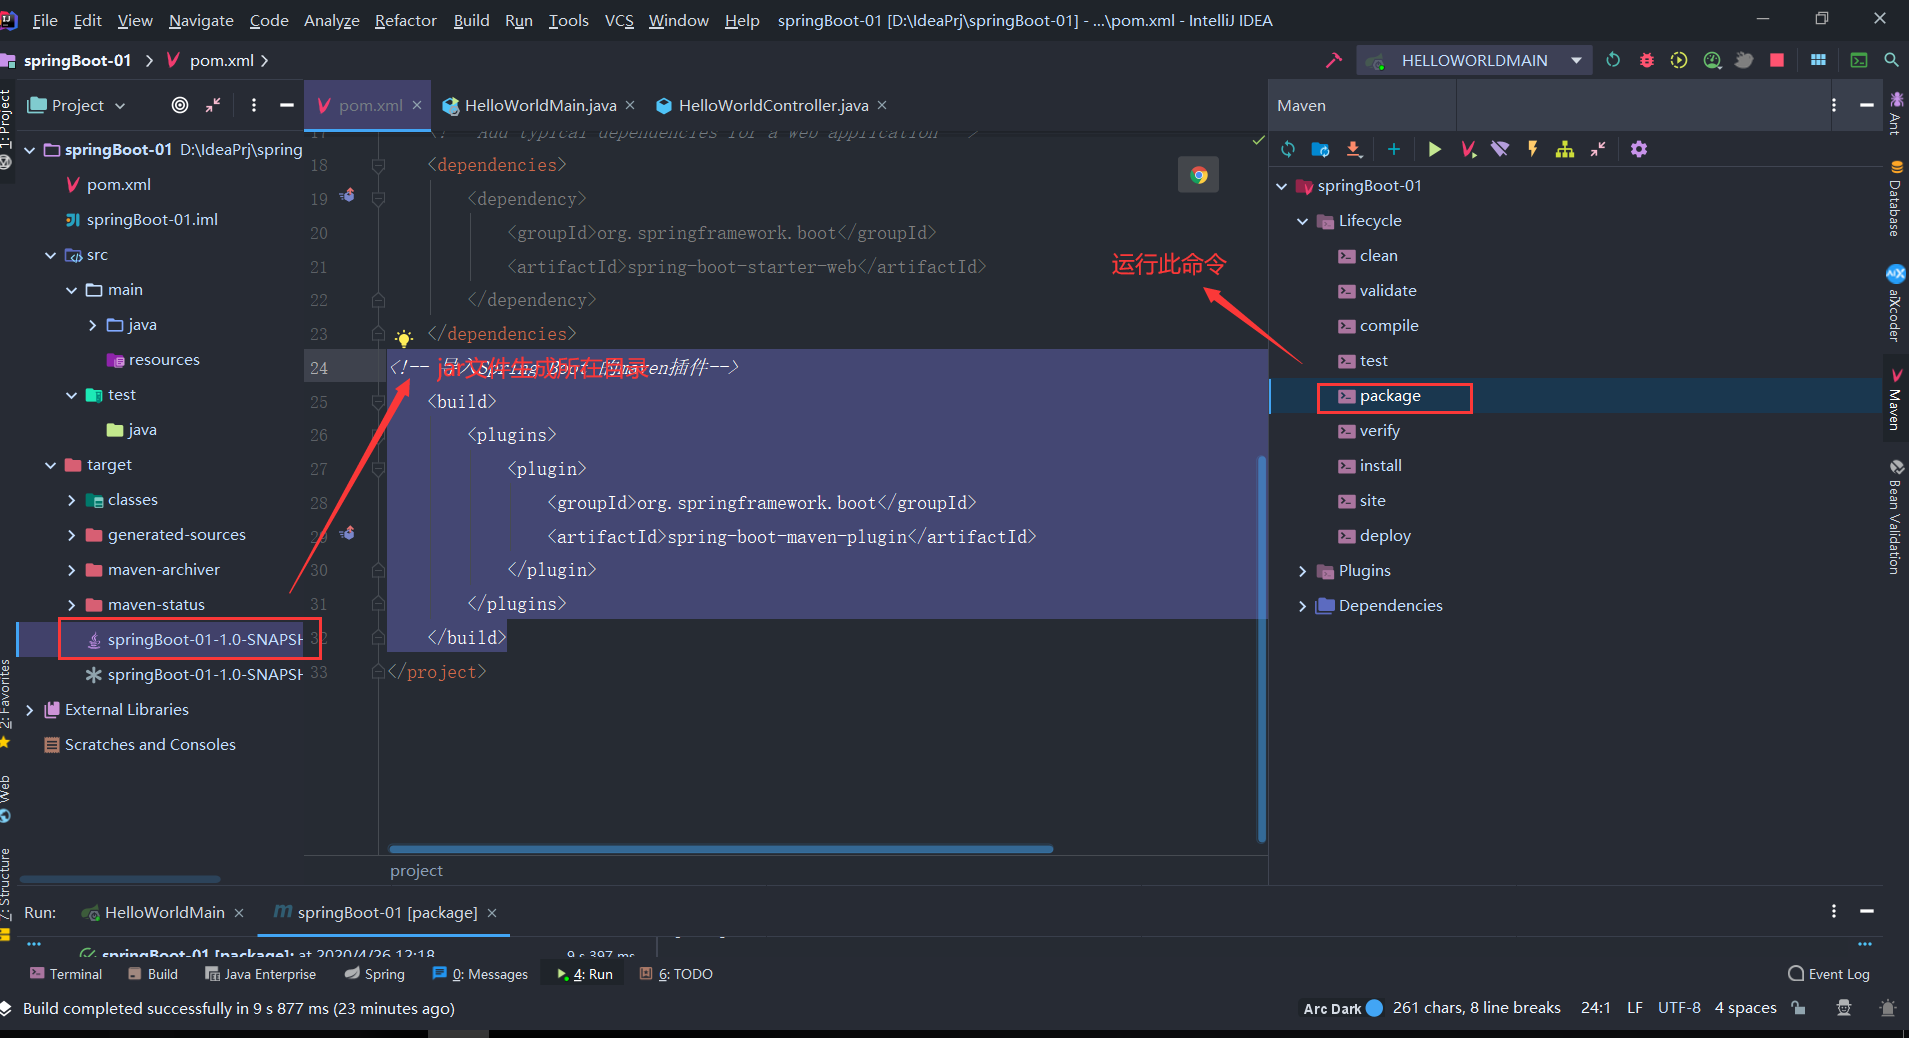 File Edit View Navigate Code Analyze Refactor Build Run Tools VCS Window Help springBoot-01 [D:\IdeaPrj\springBoot-01] - ...\pom.xml - IntelliJ IDEA
springBoot-01 pom.xml
HELLOWORLDMAIN
Project
pom.xml HelloWorldMain.java HelloWorldController.java
Maven
1: Project
springBoot-01 D:\IdeaPrj\spring
pom.xml
springBoot-01.iml
src
main
java
resources
test
java
target
classes
generated-sources
maven-archiver
maven-status
springBoot-01-1.0-SNAPSH
springBoot-01-1.0-SNAPSH
External Libraries
Scratches and Consoles
2: Favorites
Web
7: Structure
<!-- Add typical dependencies for a web application -->
18 <dependencies>
19 <dependency>
20 <groupId>org.springframework.boot</groupId>
21 <artifactId>spring-boot-starter-web</artifactId>
22 </dependency>
23 </dependencies>
24 <!-- 导入Spring Boot 的maven插件-->
jar文件生成所在目录
25 <build>
26 <plugins>
27 <plugin>
28 <groupId>org.springframework.boot</groupId>
29 <artifactId>spring-boot-maven-plugin</artifactId>
30 </plugin>
31 </plugins>
32 </build>
33 </project>
project
运行此命令
springBoot-01
Lifecycle
clean
validate
compile
test
package
verify
install
site
deploy
Plugins
Dependencies
Ant
Database
aiXcoder
Maven
Bean Validation
Run: HelloWorldMain springBoot-01 [package]
springBoot-01 [package]: at 2020/4/26 12:18 9 s 397 ms
Terminal Build Java Enterprise Spring 0: Messages 4: Run 6: TODO Event Log
Build completed successfully in 9 s 877 ms (23 minutes ago) Arc Dark 261 chars, 8 line breaks 24:1 LF UTF-8 4 spaces